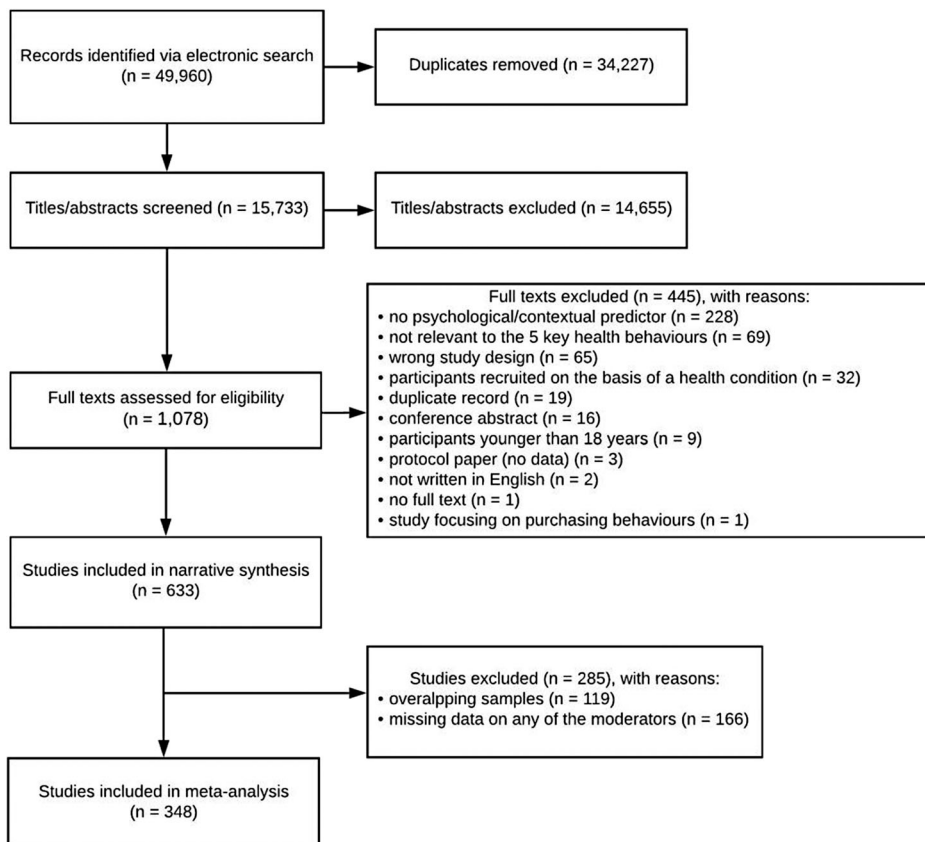 Records identified via electronic search
(n = 49,960)
Duplicates removed (n = 34,227)
Titles/abstracts screened (n = 15,733)
Titles/abstracts excluded (n = 14,655)
Full texts assessed for eligibility
(n = 1,078)
Full texts excluded (n = 445), with reasons:
• no psychological/contextual predictor (n = 228)
• not relevant to the 5 key health behaviours (n = 69)
• wrong study design (n = 65)
• participants recruited on the basis of a health condition (n = 32)
• duplicate record (n = 19)
• conference abstract (n = 16)
• participants younger than 18 years (n = 9)
• protocol paper (no data) (n = 3)
• not written in English (n = 2)
• no full text (n = 1)
• study focusing on purchasing behaviours (n = 1)
Studies included in narrative synthesis
(n = 633)
Studies excluded (n = 285), with reasons:
• overalpping samples (n = 119)
• missing data on any of the moderators (n = 166)
Studies included in meta-analysis
(n = 348)